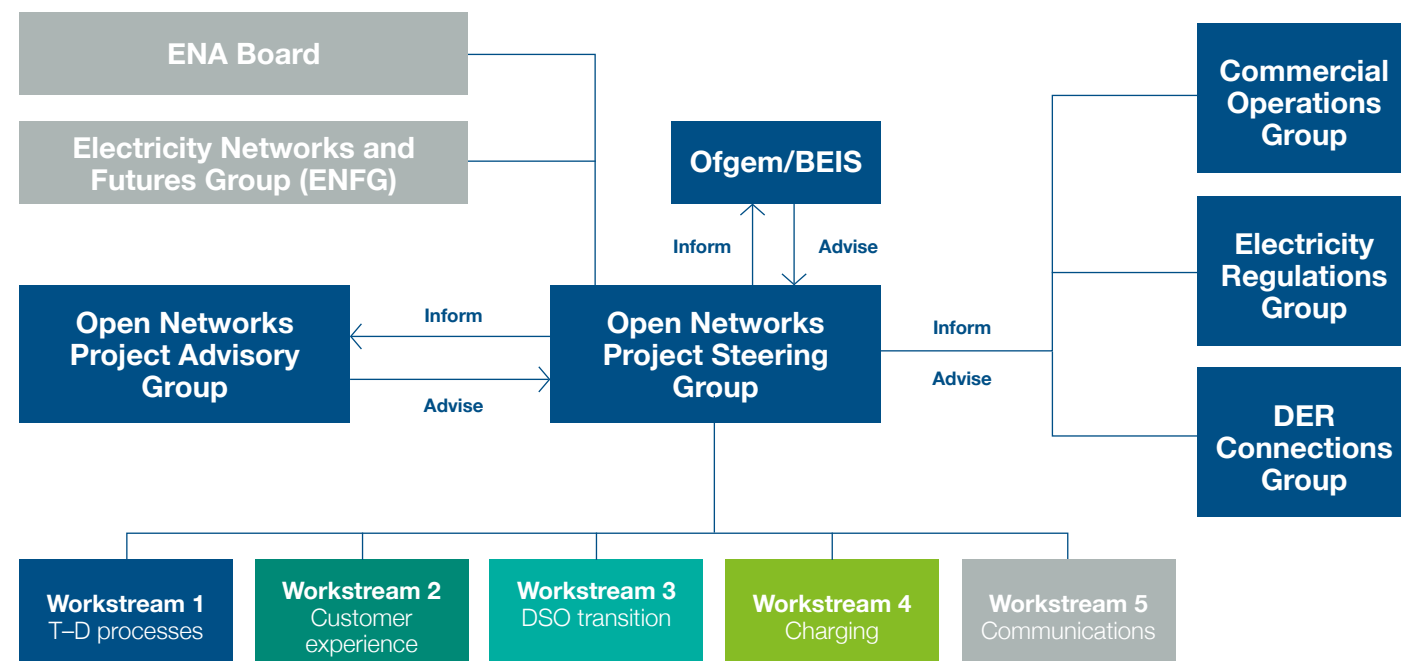 ENA Board
Electricity Networks and
Futures Group (ENFG)
Ofgem/BEIS
Commercial
Operations
Group
Inform
Advise
Electricity
Regulations
Group
Open Networks
Project Advisory
Group
Inform
Advise
Open Networks
Project Steering
Group
Inform
Advise
DER
Connections
Group
Workstream 1
T–D processes
Workstream 2
Customer
experience
Workstream 3
DSO transition
Workstream 4
Charging
Workstream 5
Communications